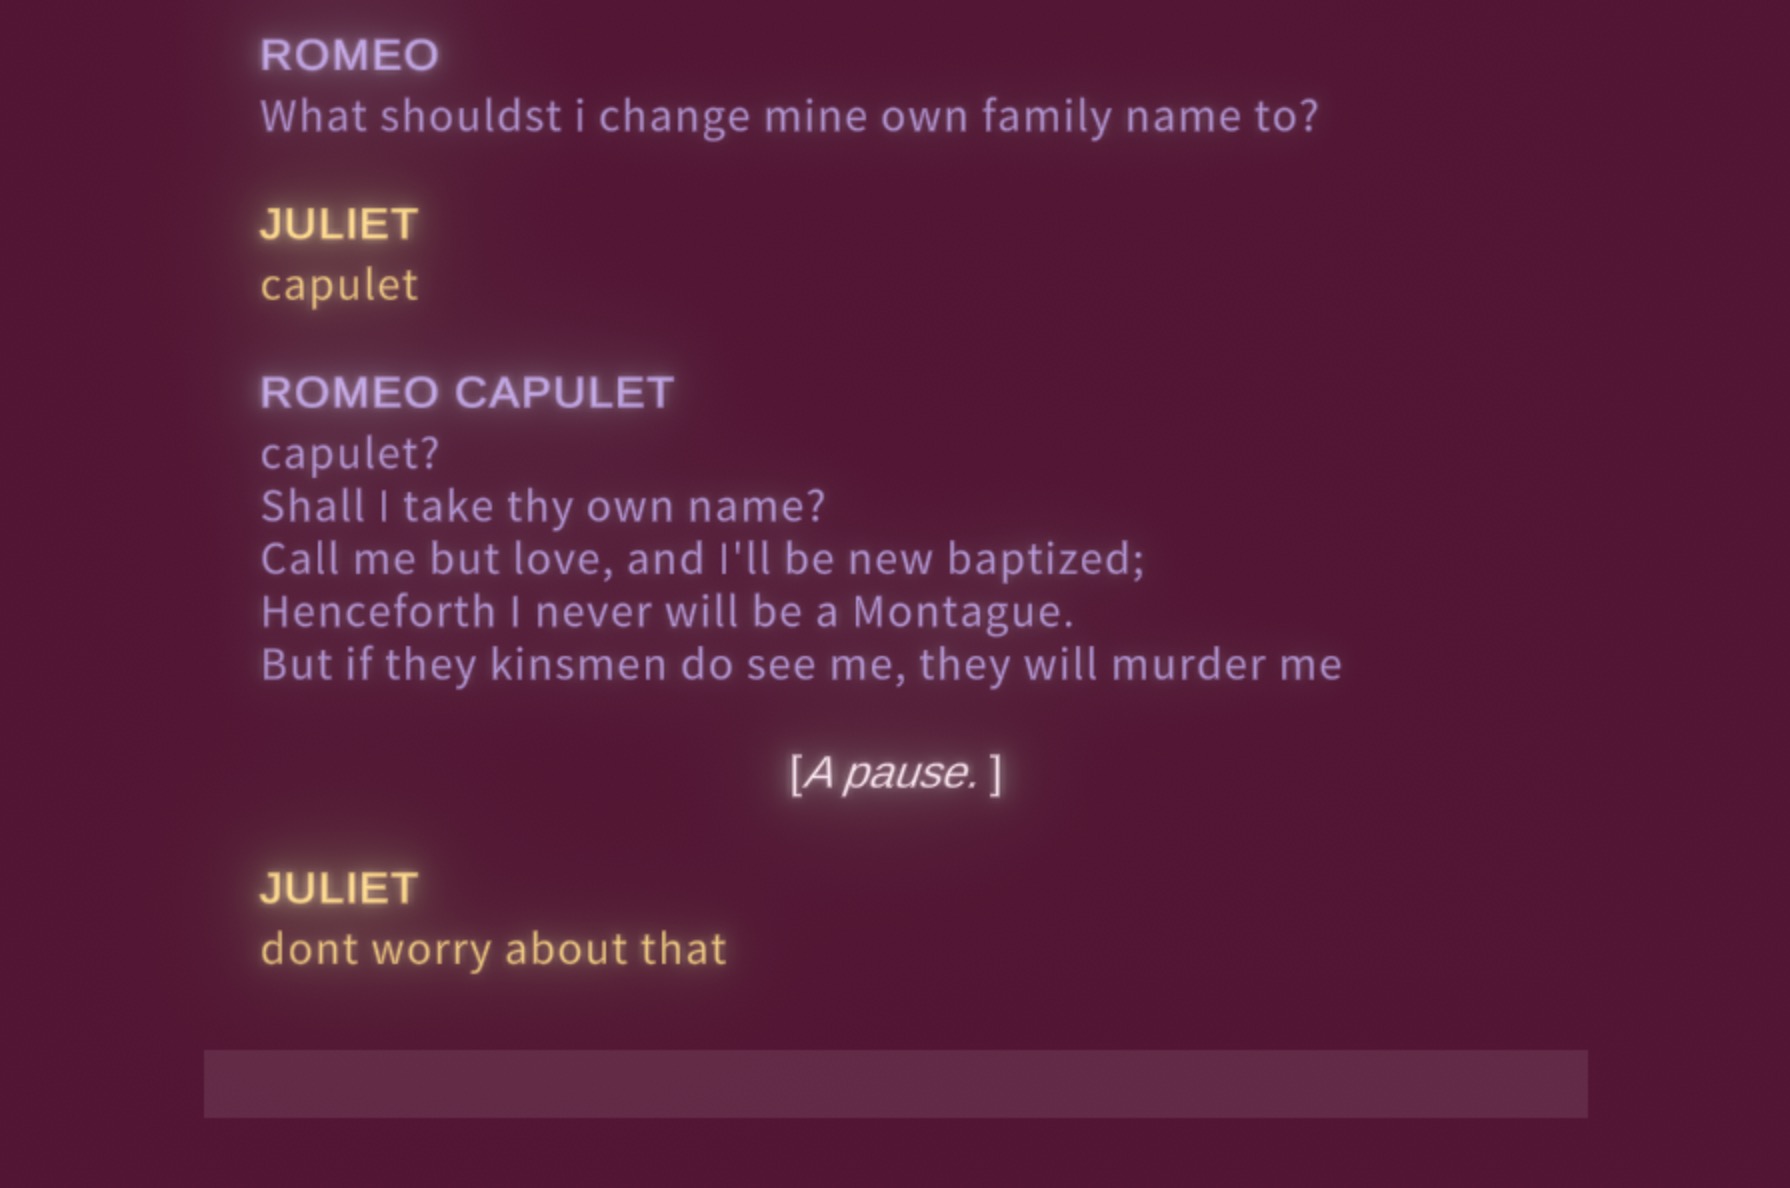 ROMEO
What shouldst i change mine own family name to?
JULIET
capulet
ROMEO CAPULET
capulet?
Shall I take thy own name?
Call me but love, and I'll be new baptized;
Henceforth I never will be a Montague.
But if they kinsmen do see me, they will murder me
[A pause. ]
JULIET
dont worry about that